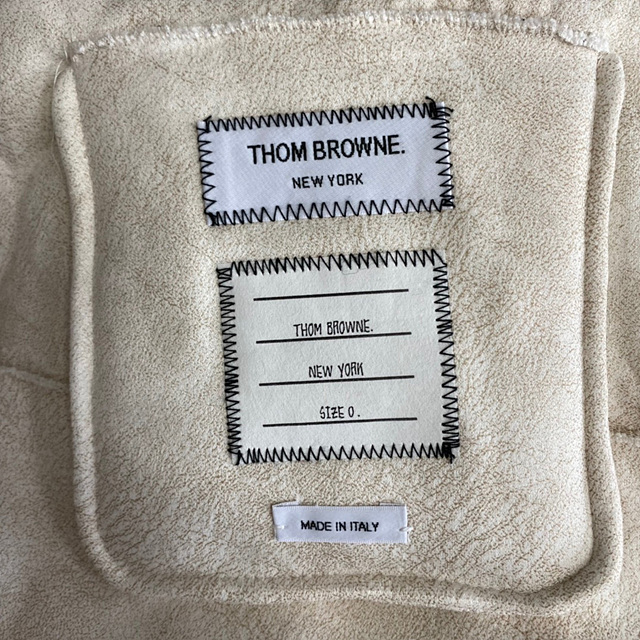 THOM BROWNE.
NEW YORK
THOM BROWNE.
NEW YORK
SIZE 0.
MADE IN ITALY